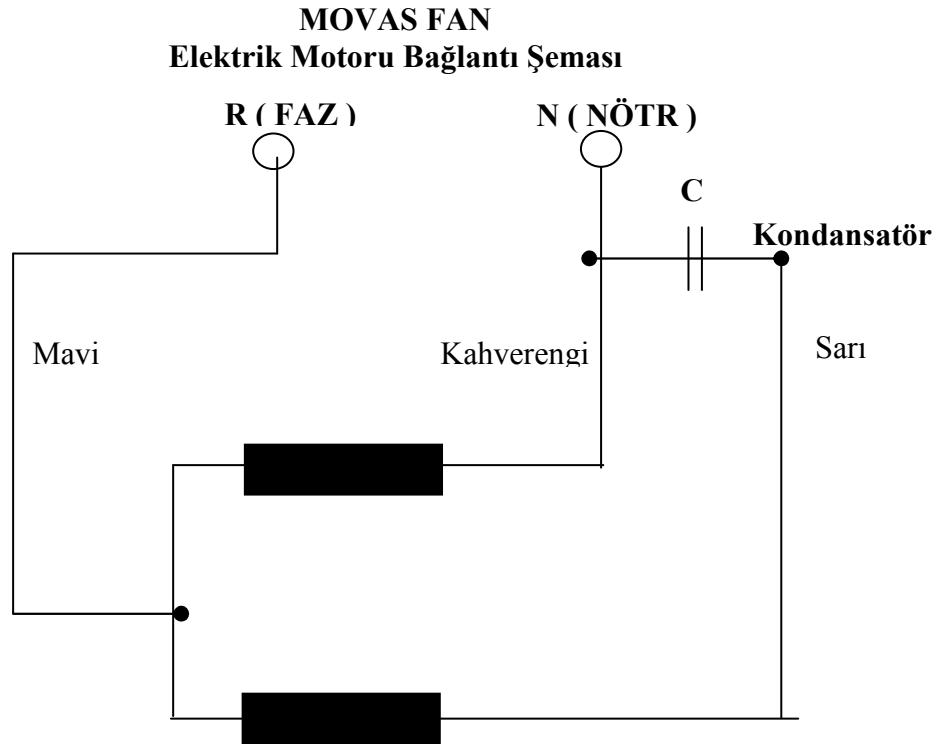 MOVAS FAN
Elektrik Motoru Bağlantı Şeması
R ( FAZ )
N ( NÖTR )
C
Kondansatör
Mavi
Kahverengi
Sarı